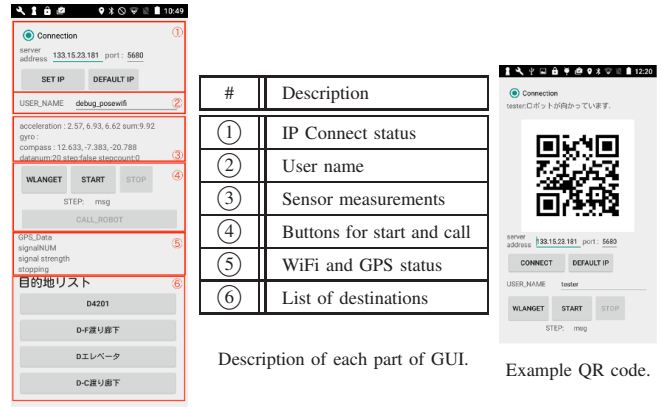 10:49
Connection ①
server
address 133.15.23.181 port: 5680
SET IP DEFAULT IP
USER_NAME debug_posewifi ②
acceleration : 2.57, 6.93, 6.62 sum:9.92
gyro :
compass : 12.633, -7.383, -20.788
datanum:20 step:false stepcount:0 ③
WLANGET START STOP ④
STEP: msg
CALL_ROBOT
GPS_Data
signalNUM ⑤
signal strength
stopping
目的地リスト ⑥
D4201
D-F渡り廊下
Dエレベータ
D-C渡り廊下
# Description
① IP Connect status
② User name
③ Sensor measurements
④ Buttons for start and call
⑤ WiFi and GPS status
⑥ List of destinations
Description of each part of GUI.
12:20
Connection
tester:ロボットが向かっています.
server
address 133.15.23.181 port: 5680
CONNECT DEFAULT IP
USER_NAME tester
WLANGET START STOP
STEP: msg
Example QR code.